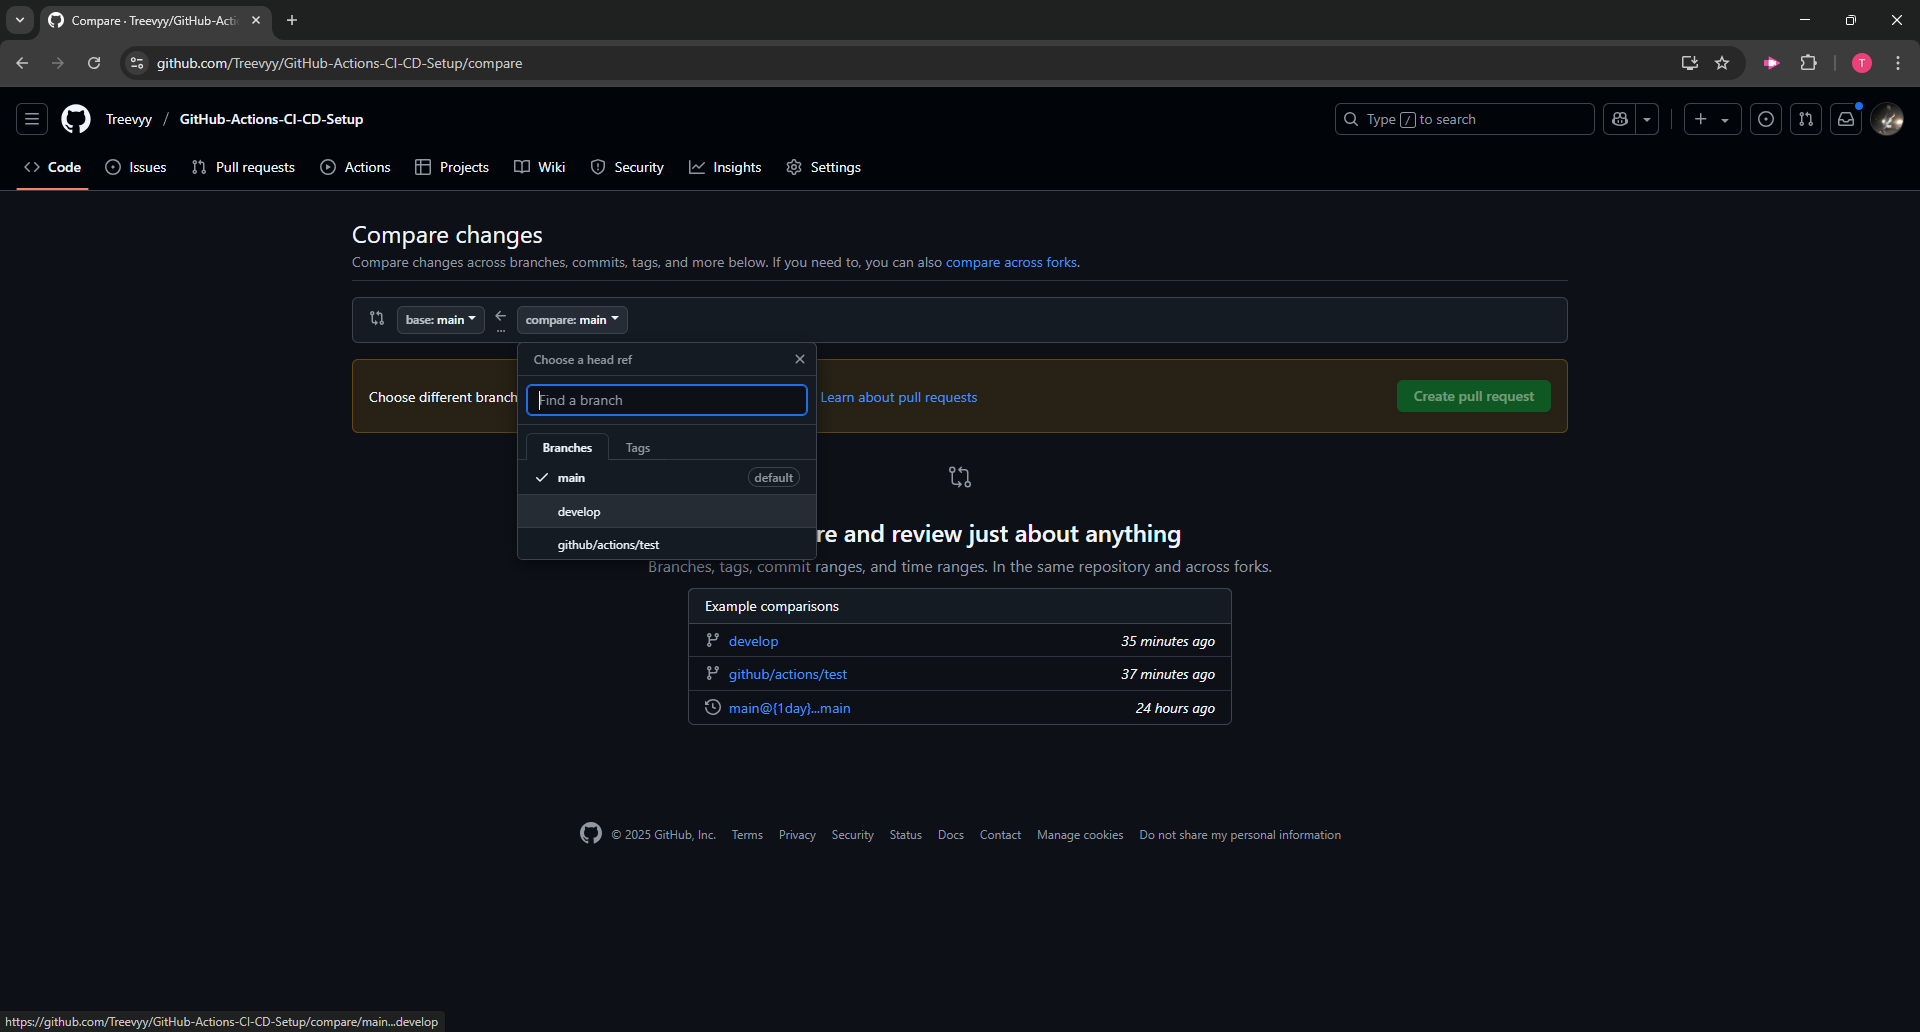 Compare · Treevyy/GitHub-Acti
github.com/Treevyy/GitHub-Actions-CI-CD-Setup/compare
T
Treevyy / GitHub-Actions-CI-CD-Setup
Type / to search
Code
Issues
Pull requests
Actions
Projects
Wiki
Security
Insights
Settings
Compare changes
Compare changes across branches, commits, tags, and more below. If you need to, you can also compare across forks.
base: main
...
compare: main
Choose a head ref
Choose different branch
Find a branch
Learn about pull requests
Create pull request
Branches
Tags
main
default
develop
github/actions/test
re and review just about anything
Branches, tags, commit ranges, and time ranges. In the same repository and across forks.
Example comparisons
develop
35 minutes ago
github/actions/test
37 minutes ago
main@{1day}...main
24 hours ago
© 2025 GitHub, Inc.
Terms
Privacy
Security
Status
Docs
Contact
Manage cookies
Do not share my personal information
https://github.com/Treevyy/GitHub-Actions-CI-CD-Setup/compare/main...develop